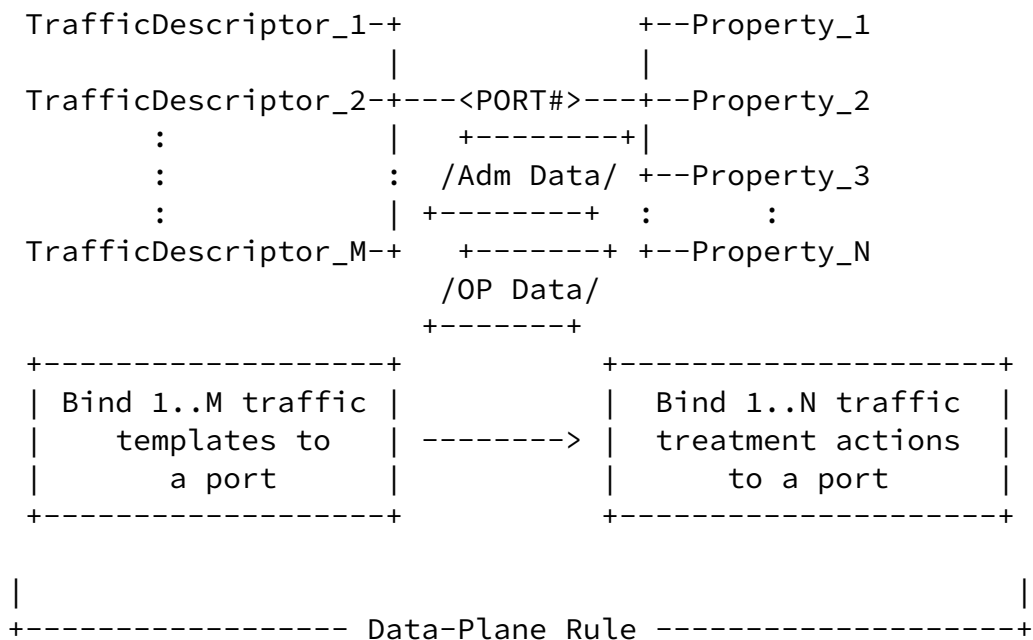 TrafficDescriptor_1-+               +--Property_1
                    |               |
TrafficDescriptor_2-+---<PORT#>---+--Property_2
       :            |   +--------+|
       :            :  /Adm Data/ +--Property_3
       :            | +--------+  :      :
TrafficDescriptor_M-+   +-------+ +--Property_N
                       /OP Data/
                      +-------+
+-------------------+           +---------------------+
| Bind 1..M traffic |           |  Bind 1..N traffic  |
|    templates to   | --------> |  treatment actions  |
|       a port      |           |      to a port      |
+-------------------+           +---------------------+
|                                                     |
+------------------ Data-Plane Rule -------------------+